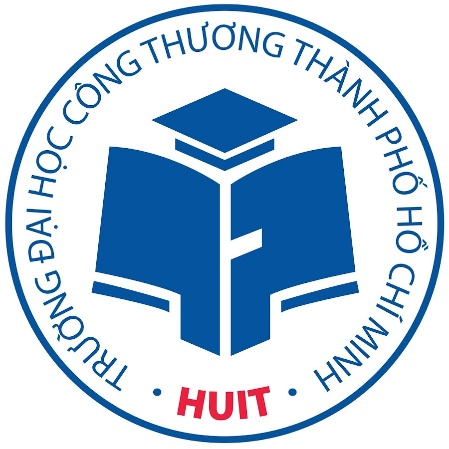 TRƯỜNG ĐẠI HỌC CÔNG THƯƠNG THÀNH PHỐ HỒ CHÍ MINH
• HUIT •